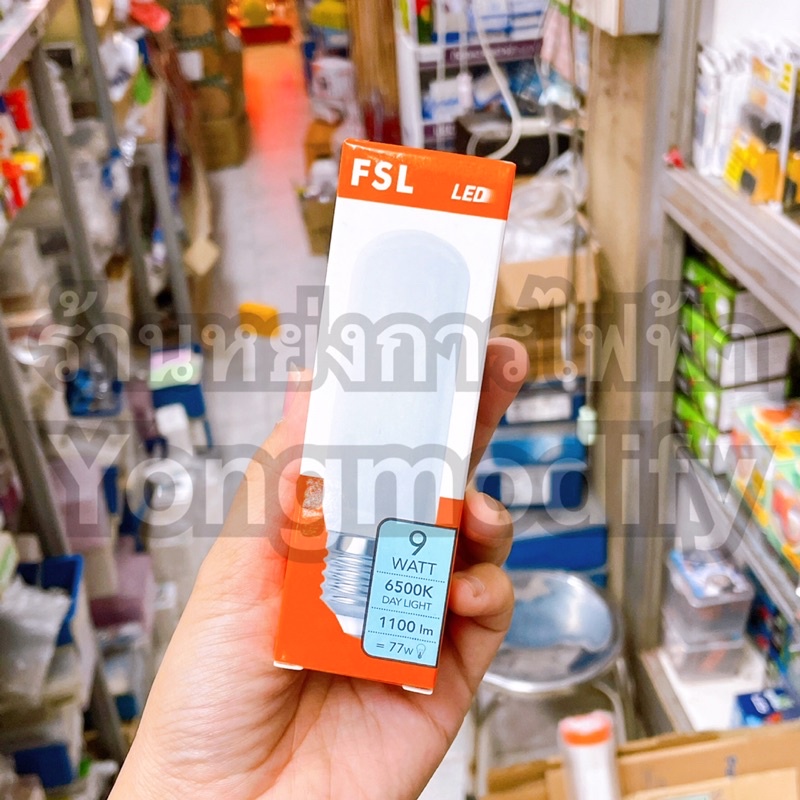 FSL
LED
ร้านหยงการไฟฟ้า
Yongmodify
9
WATT
6500K
DAY LIGHT
1100 lm
= 77w